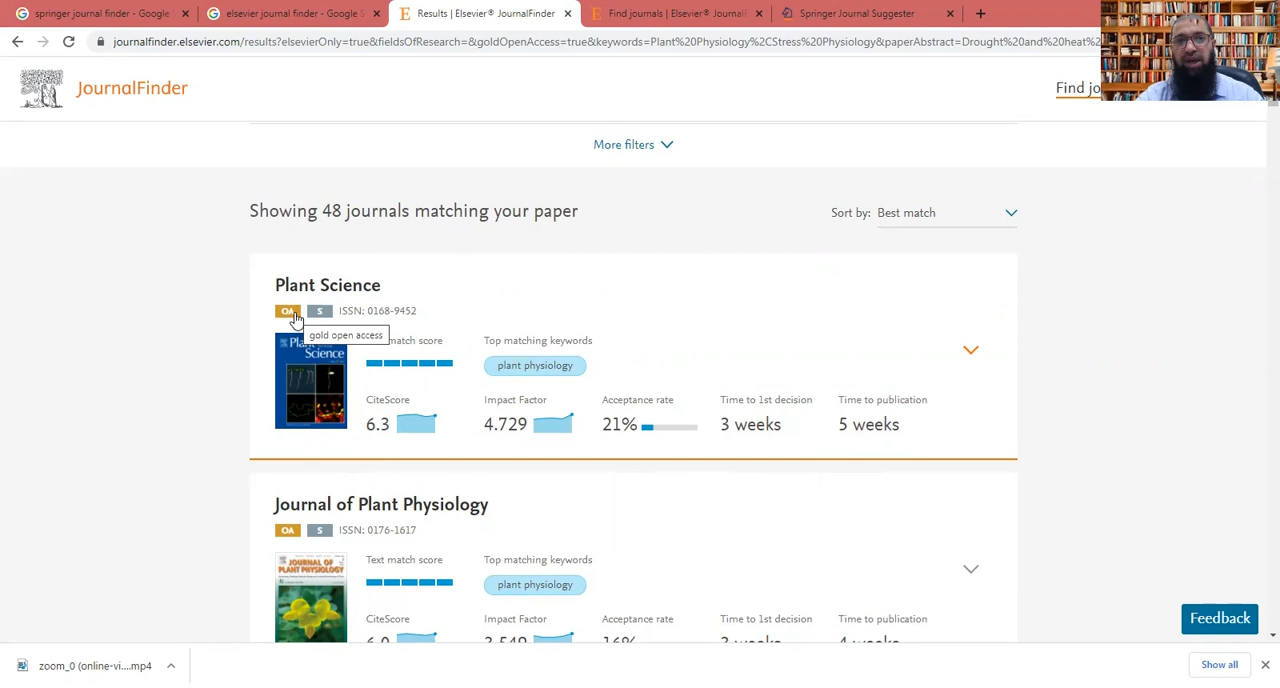 springer journal finder - Google
elsevier journal finder - Google S
Results | Elsevier® JournalFinder
Find journals | Elsevier® Journal
Springer Journal Suggester
journalfinder.elsevier.com/results?elsevierOnly=true&fieldsOfResearch=&goldOpenAccess=true&keywords=Plant%20Physiology%2CStress%20Physiology&paperAbstract=Drought%20and%20heat%
JournalFinder
Find jo
More filters
Showing 48 journals matching your paper
Sort by: Best match
Plant Science
OA S ISSN: 0168-9452
gold open access
match score
Top matching keywords
Science
plant physiology
CiteScore
Impact Factor
Acceptance rate
Time to 1st decision
Time to publication
6.3
4.729
21%
3 weeks
5 weeks
Journal of Plant Physiology
OA S ISSN: 0176-1617
Text match score
Top matching keywords
JOURNAL OF
PLANT PHYSIOLOGY
plant physiology
CiteScore
Impact Factor
Acceptance rate
Time to 1st decision
Time to publication
Feedback
zoom_0 (online-vi....mp4
Show all